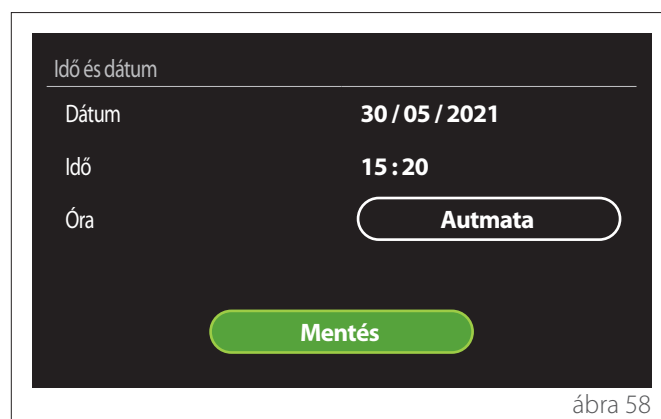 Idő és dátum
Dátum 30 / 05 / 2021
Idő 15 : 20
Óra Autmata
Mentés
ábra 58